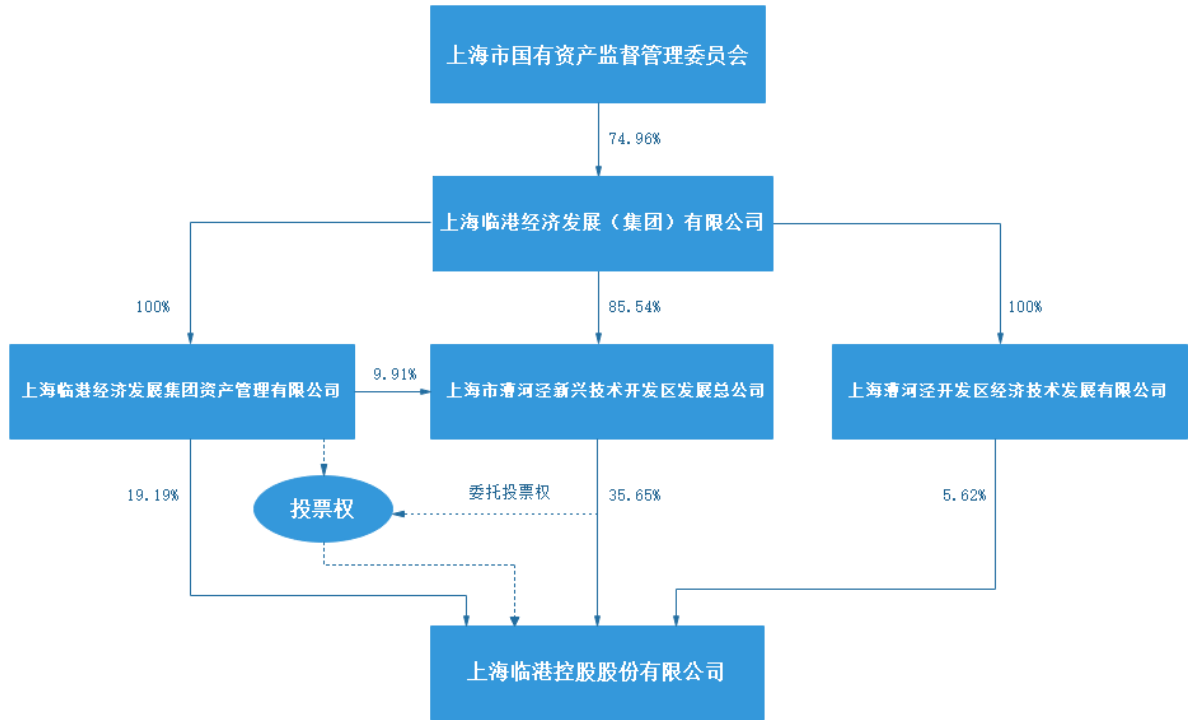 上海市国有资产监督管理委员会
74.96%
上海临港经济发展（集团）有限公司
100%
85.54%
100%
上海临港经济发展集团资产管理有限公司
9.91%
上海市漕河泾新兴技术开发区发展总公司
上海漕河泾开发区经济技术发展有限公司
19.19%
投票权
委托投票权
35.65%
5.62%
上海临港控股股份有限公司